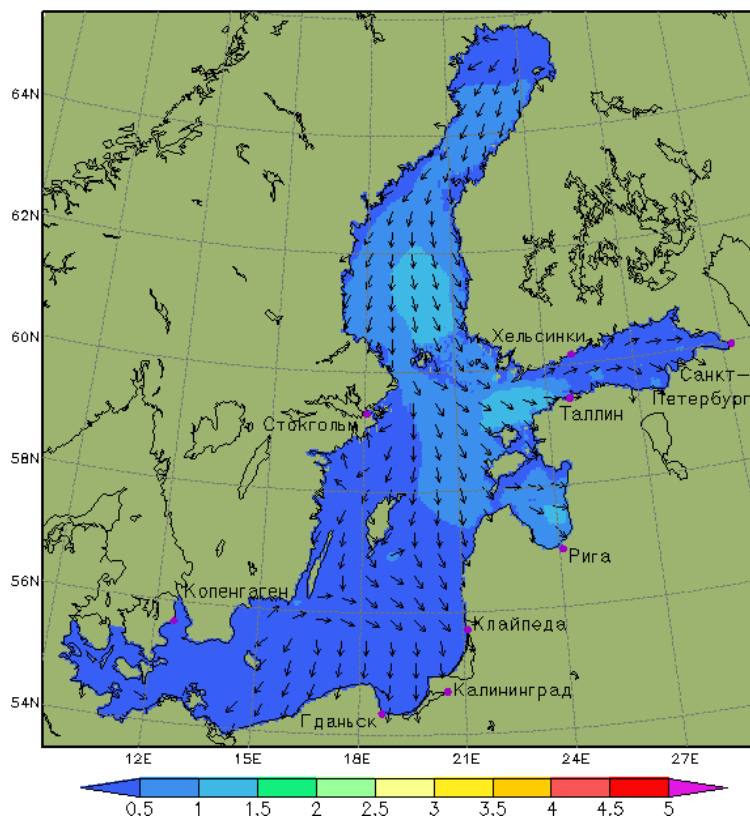 64N
62N
Хельсинки
60N
Санкт-
Петербург
Таллин
Стокгольм
58N
Рига
56N
Копенгаген
Клайпеда
Калининград
54N
Гданьск
12E 15E 18E 21E 24E 27E
0.5 1 1.5 2 2.5 3 3.5 4 4.5 5